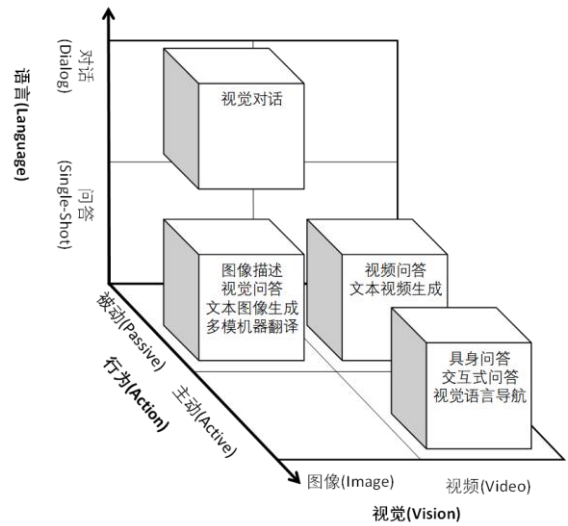 语言(Language)
对话
(Dialog)
问答
(Single-Shot)
视觉对话
图像描述
视觉问答
文本图像生成
多模机器翻译
视频问答
文本视频生成
具身问答
交互式问答
视觉语言导航
被动(Passive)
行为(Action)
主动(Active)
图像(Image)
视频(Video)
视觉(Vision)